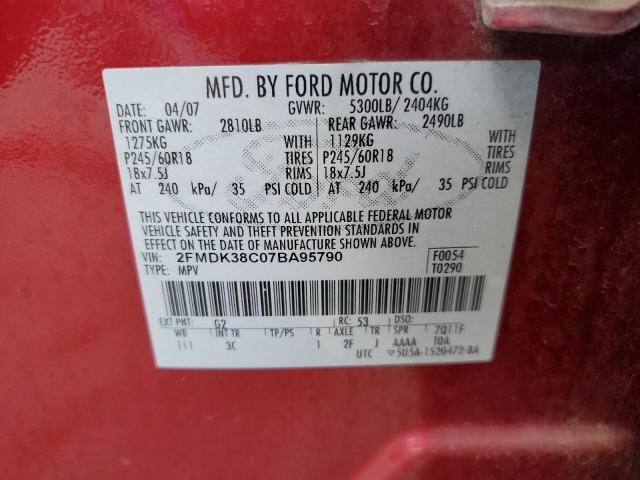 MFD. BY FORD MOTOR CO.
DATE: 04/07 GVWR: 5300LB/ 2404KG
FRONT GAWR: 2810LB REAR GAWR: 2490LB
1275KG WITH 1129KG WITH
P245/60R18 TIRES P245/60R18 TIRES
18x7.5J RIMS 18x7.5J RIMS
AT 240 kPa/ 35 PSI COLD AT 240 kPa/ 35 PSI COLD
THIS VEHICLE CONFORMS TO ALL APPLICABLE FEDERAL MOTOR
VEHICLE SAFETY AND THEFT PREVENTION STANDARDS IN
EFFECT ON THE DATE OF MANUFACTURE SHOWN ABOVE.
VIN: 2FMDK38C07BA95790 F0054
TYPE: MPV T0290
EXT PNT: G2 RC: 53 DSO:
WB INT TR TP/PS R AXLE TR SPR 7Q11F
111 3C 1 2F J AAAA TOA
UTC ▽5U5A-1520472-BA